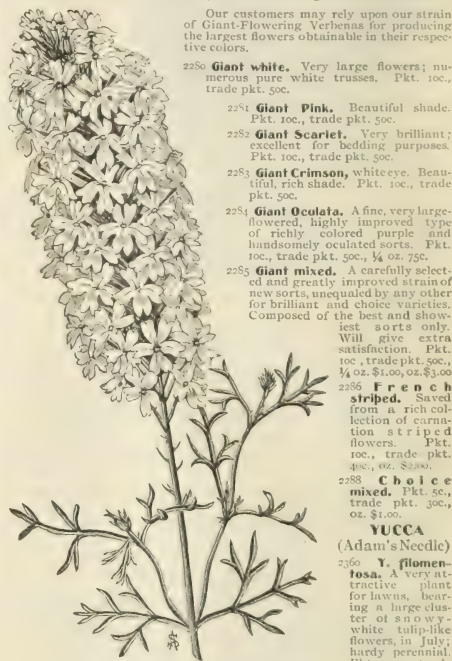 Our customers may rely upon our strain
of Giant-Flowering Verbenas for producing
the largest flowers obtainable in their respec-
tive colors.
2280 Giant white. Very large flowers; nu-
merous pure white trusses. Pkt. 10c.,
trade pkt. 50c.
2281 Giant Pink. Beautiful shade.
Pkt. 10c., trade pkt. 50c.
2282 Giant Scarlet. Very brilliant;
excellent for bedding purposes.
Pkt. 10c., trade pkt. 50c.
2283 Giant Crimson, white eye. Beau-
tiful, rich shade. Pkt. 10c., trade
pkt. 50c.
2284 Giant Oculata. A fine, very large-
flowered, highly improved type
of richly colored purple and
handsomely oculated sorts. Pkt.
10c., trade pkt. 50c., ¼ oz. 75c.
2285 Giant mixed. A carefully select-
ed and greatly improved strain of
new sorts, unequaled by any other
for brilliant and choice varieties.
Composed of the best and show-
iest sorts only.
Will give extra
satisfaction. Pkt.
10c, trade pkt. 50c.,
¼ oz. $1.00, oz. $3.00
2286 French
striped. Saved
from a rich col-
lection of carna-
tion striped
flowers. Pkt.
10c., trade pkt.
40c., oz.
2288 Choice
mixed. Pkt. 5c.,
trade pkt. 30c.,
oz. $1.00.
YUCCA
(Adam's Needle)
2360 Y. filomen-
tosa. A very at-
tractive plant
for lawns, bear-
ing a large clus-
ter of snowy-
white tulip-like
flowers, in July;
hardy perennial.